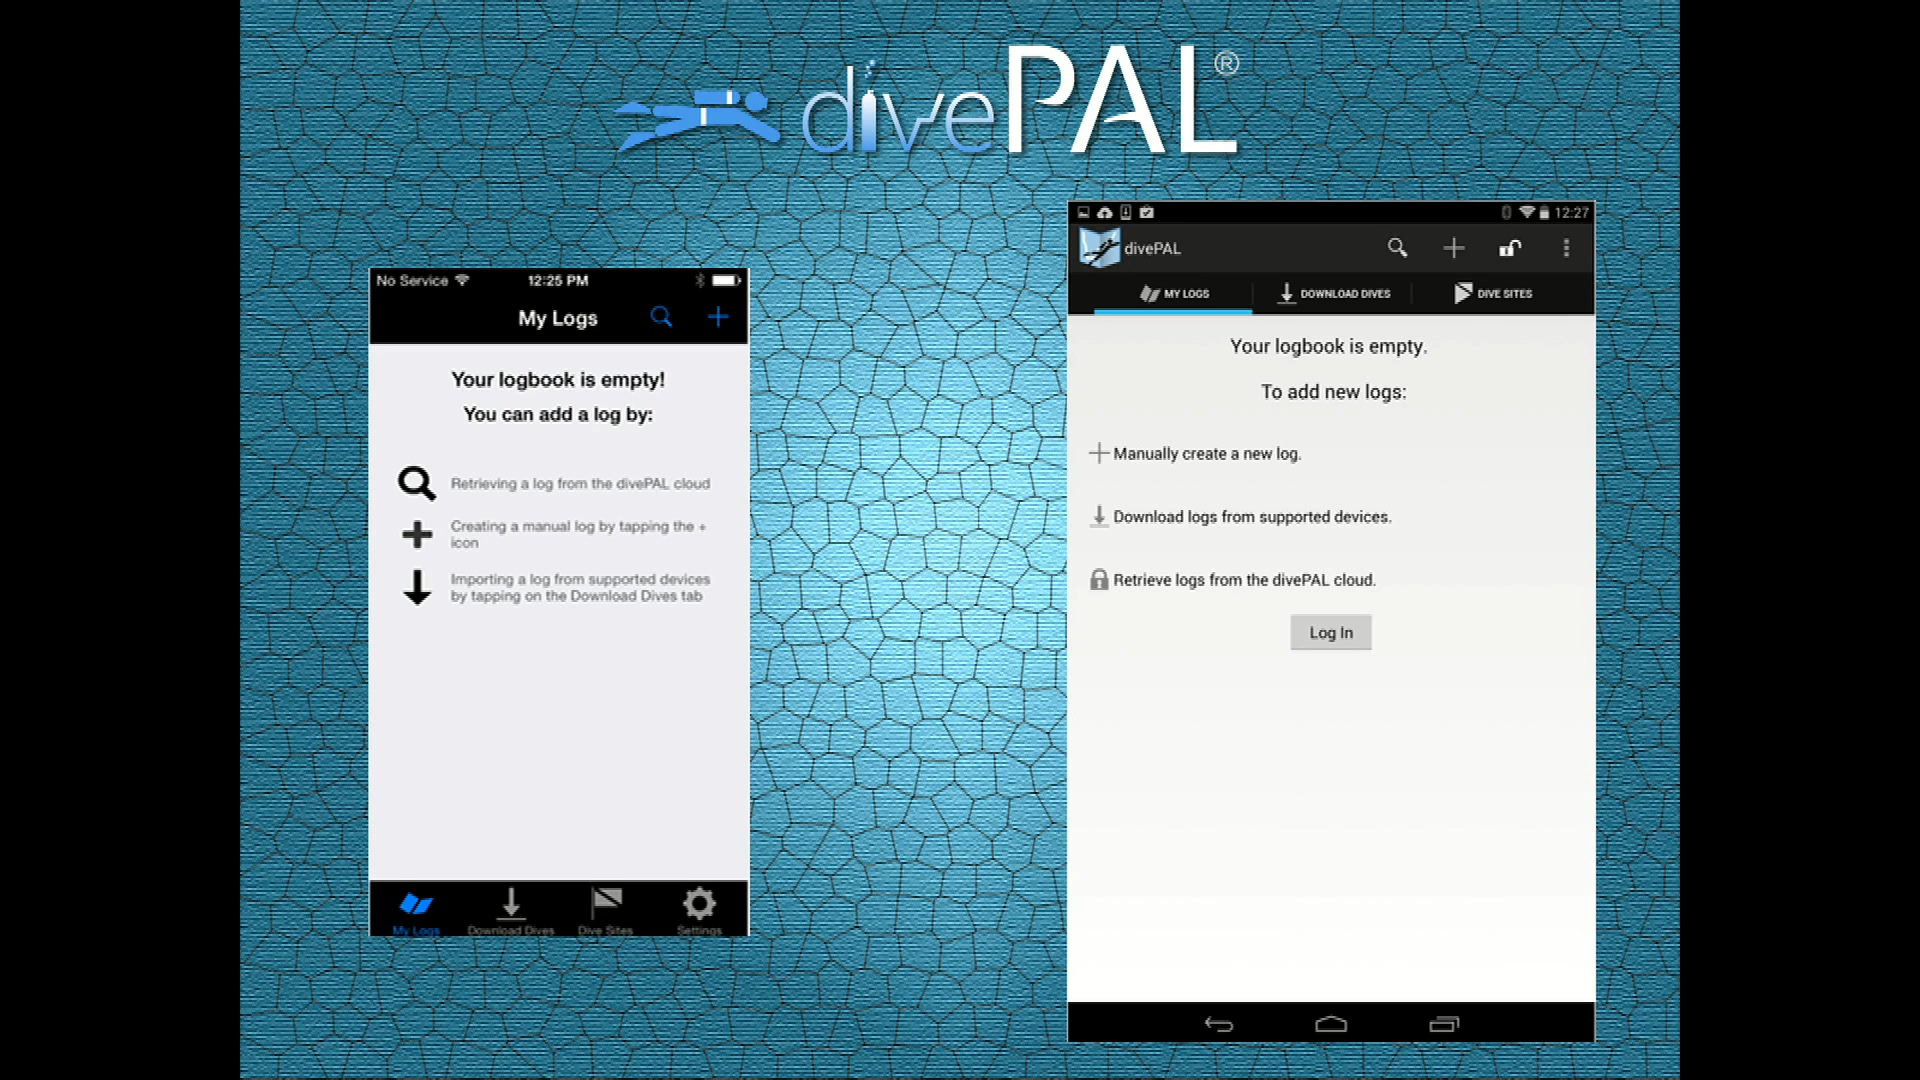 divePAL®
No Service 12:25 PM
My Logs
Your logbook is empty!
You can add a log by:
Retrieving a log from the divePAL cloud
Creating a manual log by tapping the +
icon
Importing a log from supported devices
by tapping on the Download Dives tab
My Logs Download Dives Dive Sites Settings
12:27
divePAL
MY LOGS DOWNLOAD DIVES DIVE SITES
Your logbook is empty.
To add new logs:
Manually create a new log.
Download logs from supported devices.
Retrieve logs from the divePAL cloud.
Log In